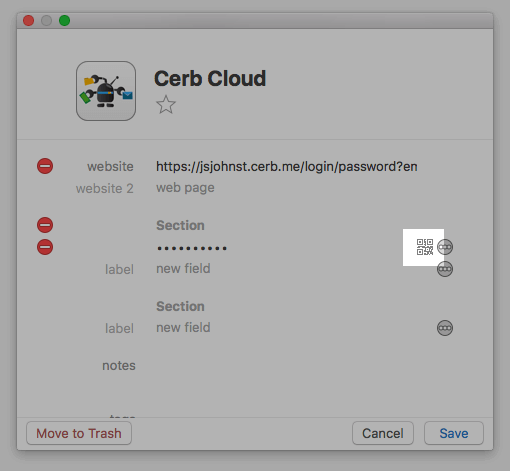 Cerb Cloud
website https://jsjohnst.cerb.me/login/password?en
website 2 web page
Section
••••••••••
label new field
Section
label new field
notes
tags
Move to Trash Cancel Save